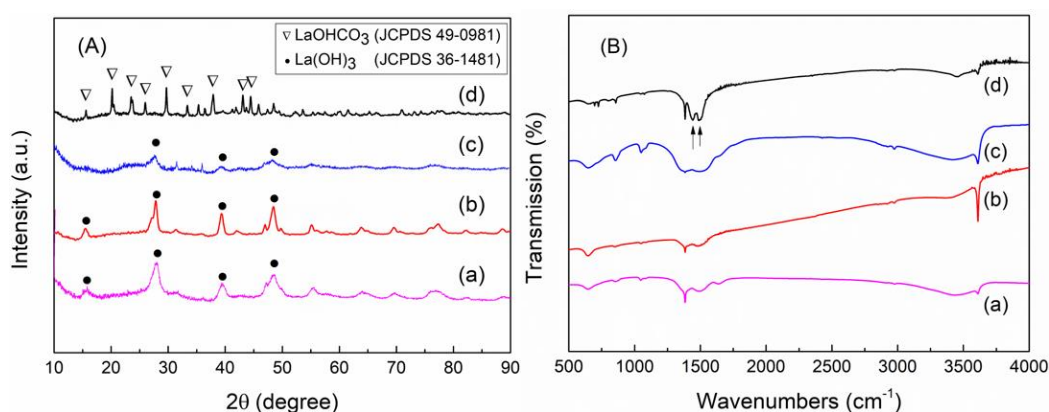 (A)
▽ LaOHCO₃ (JCPDS 49-0981)
● La(OH)₃ (JCPDS 36-1481)
(d)
(c)
(b)
(a)
Intensity (a.u.)
10 20 30 40 50 60 70 80 90
2θ (degree)
(B)
(d)
(c)
(b)
(a)
Transmission (%)
500 1000 1500 2000 2500 3000 3500 4000
Wavenumbers (cm⁻¹)